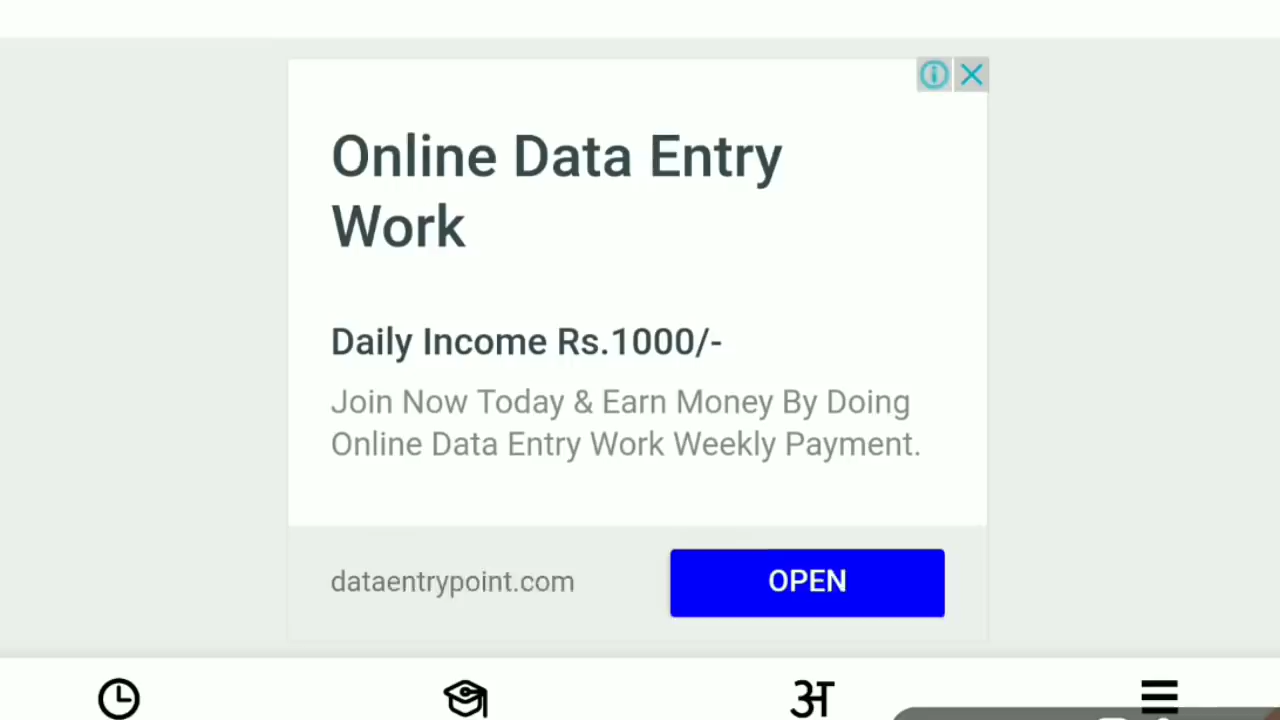 Online Data Entry
Work
Daily Income Rs.1000/-
Join Now Today & Earn Money By Doing
Online Data Entry Work Weekly Payment.
dataentrypoint.com
OPEN
अ